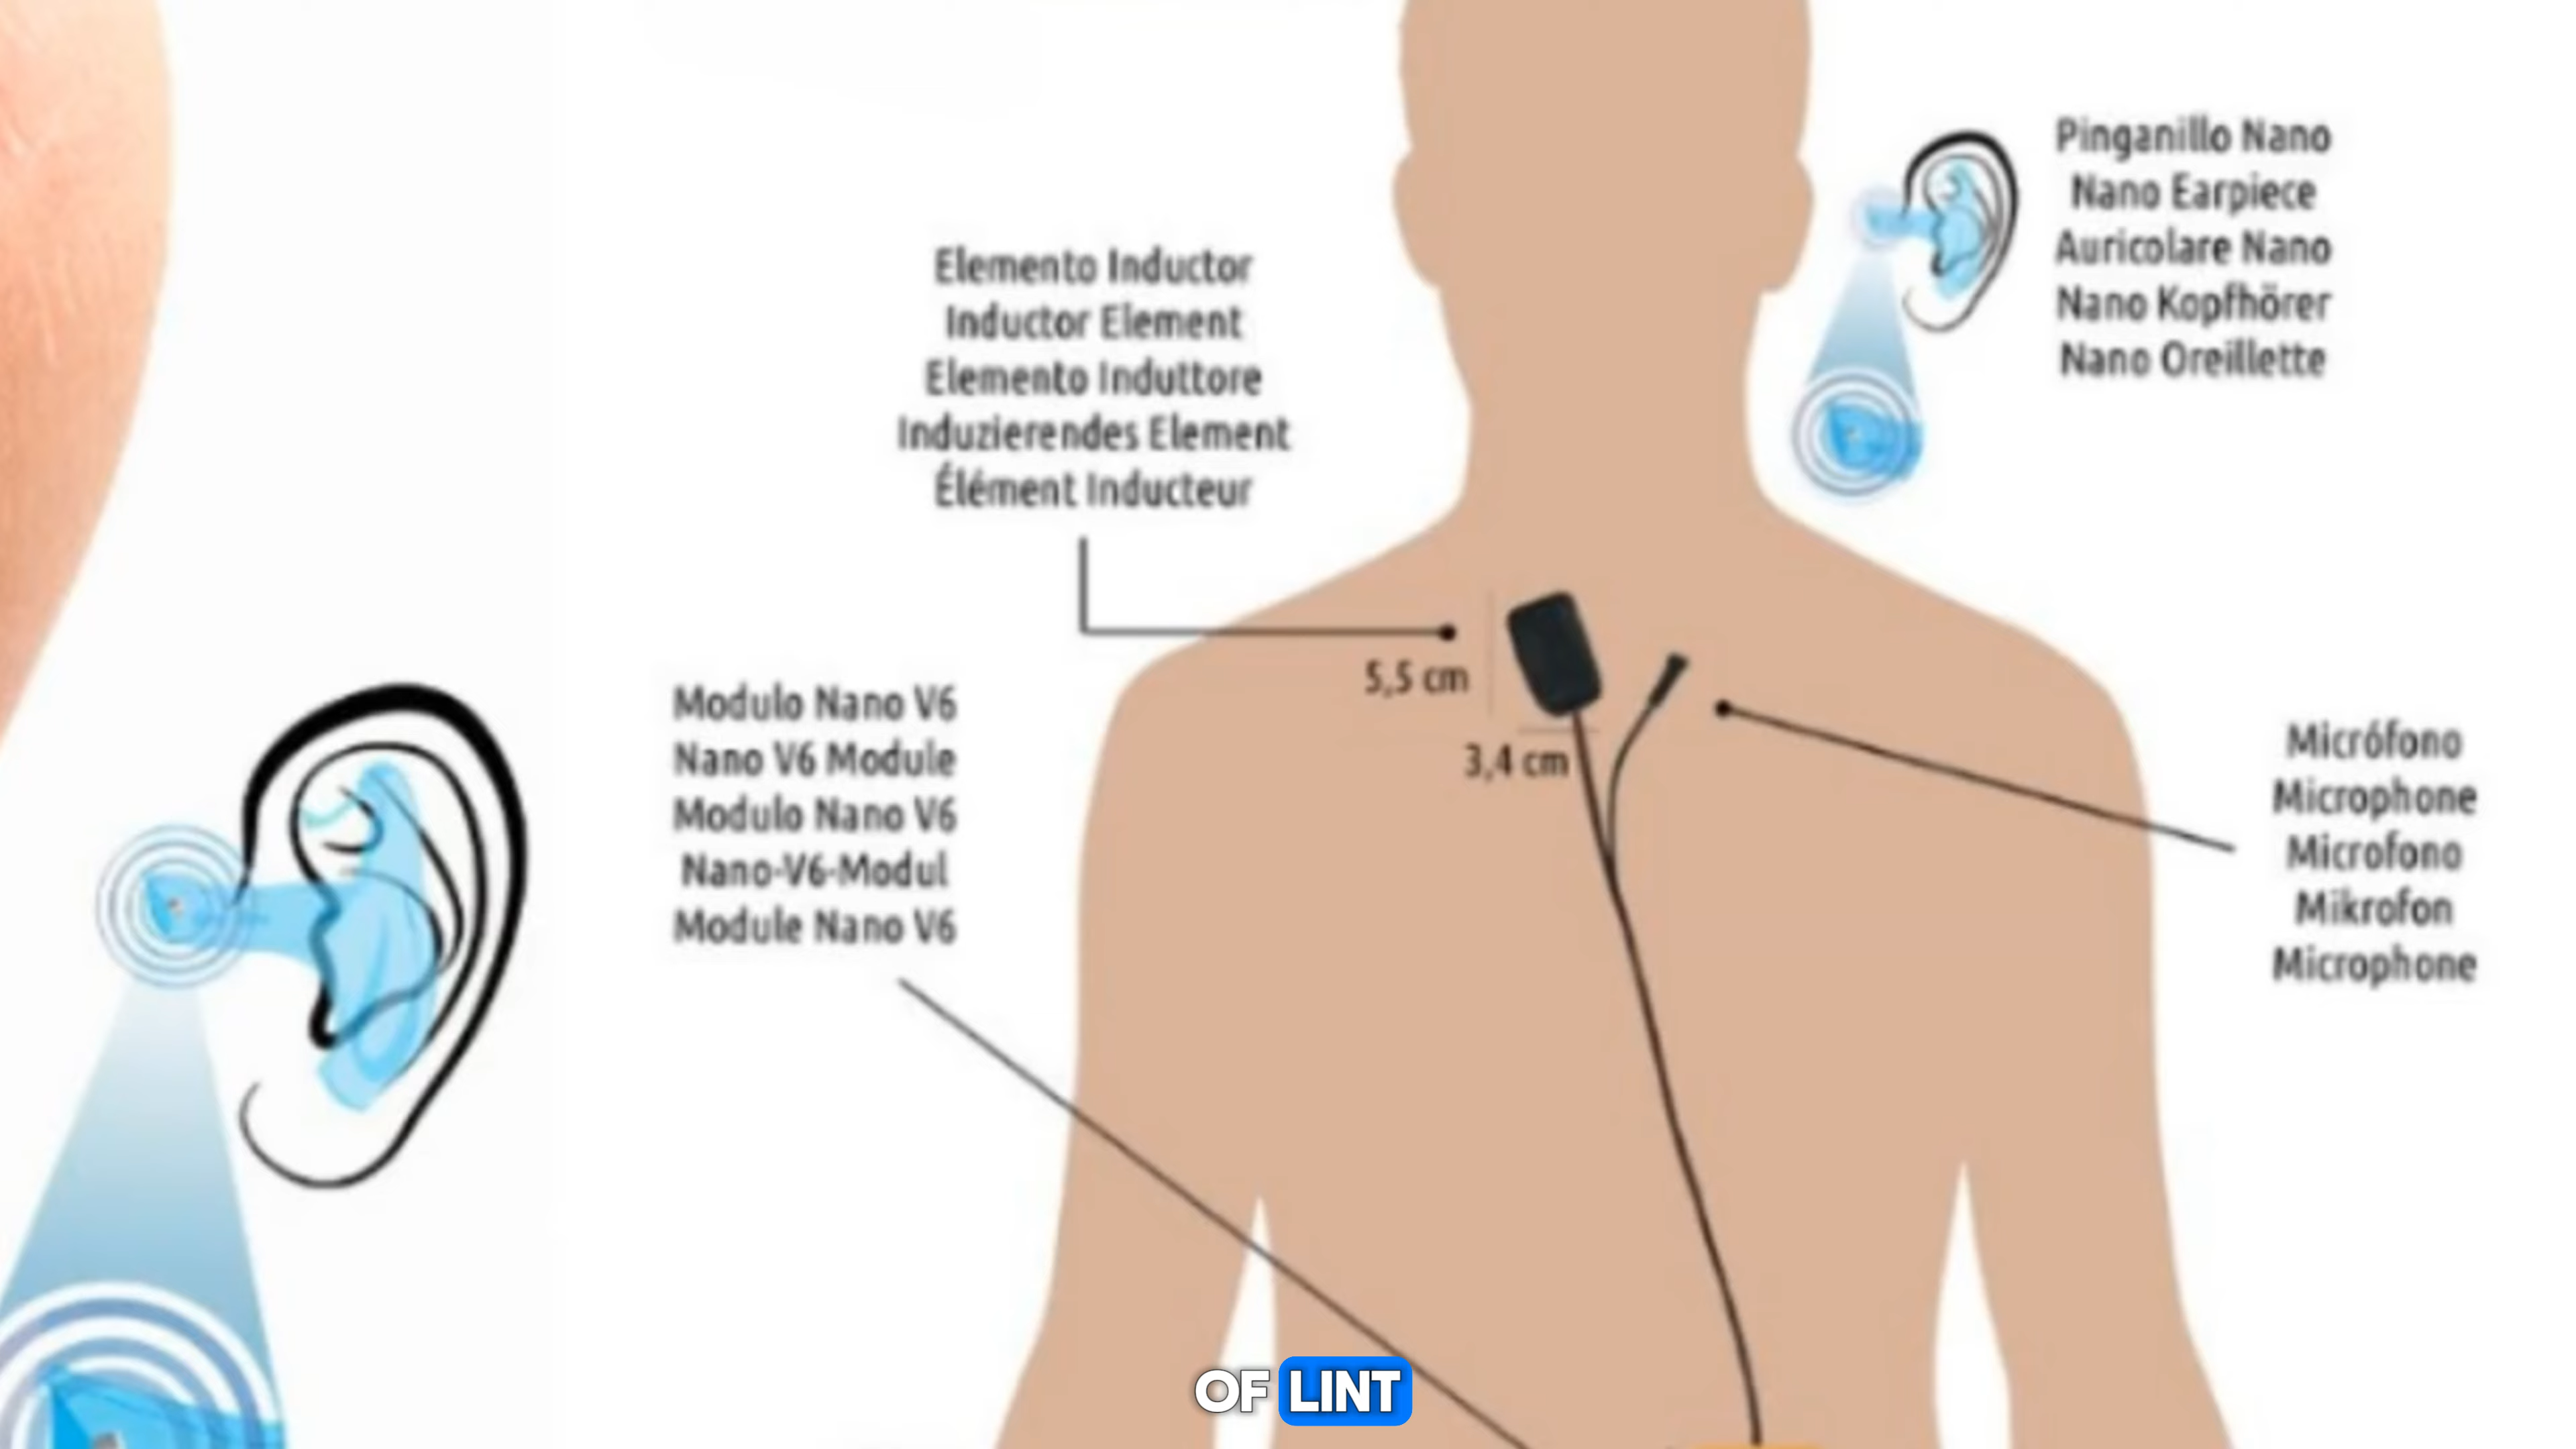 Pinganillo Nano
Nano Earpiece
Auricolare Nano
Nano Kopfhörer
Nano Oreillette
Elemento Inductor
Inductor Element
Elemento Induttore
Induzierendes Element
Élément Inducteur
5,5 cm
3,4 cm
Modulo Nano V6
Nano V6 Module
Modulo Nano V6
Nano-V6-Modul
Module Nano V6
Micrófono
Microphone
Microfono
Mikrofon
Microphone
OF LINT